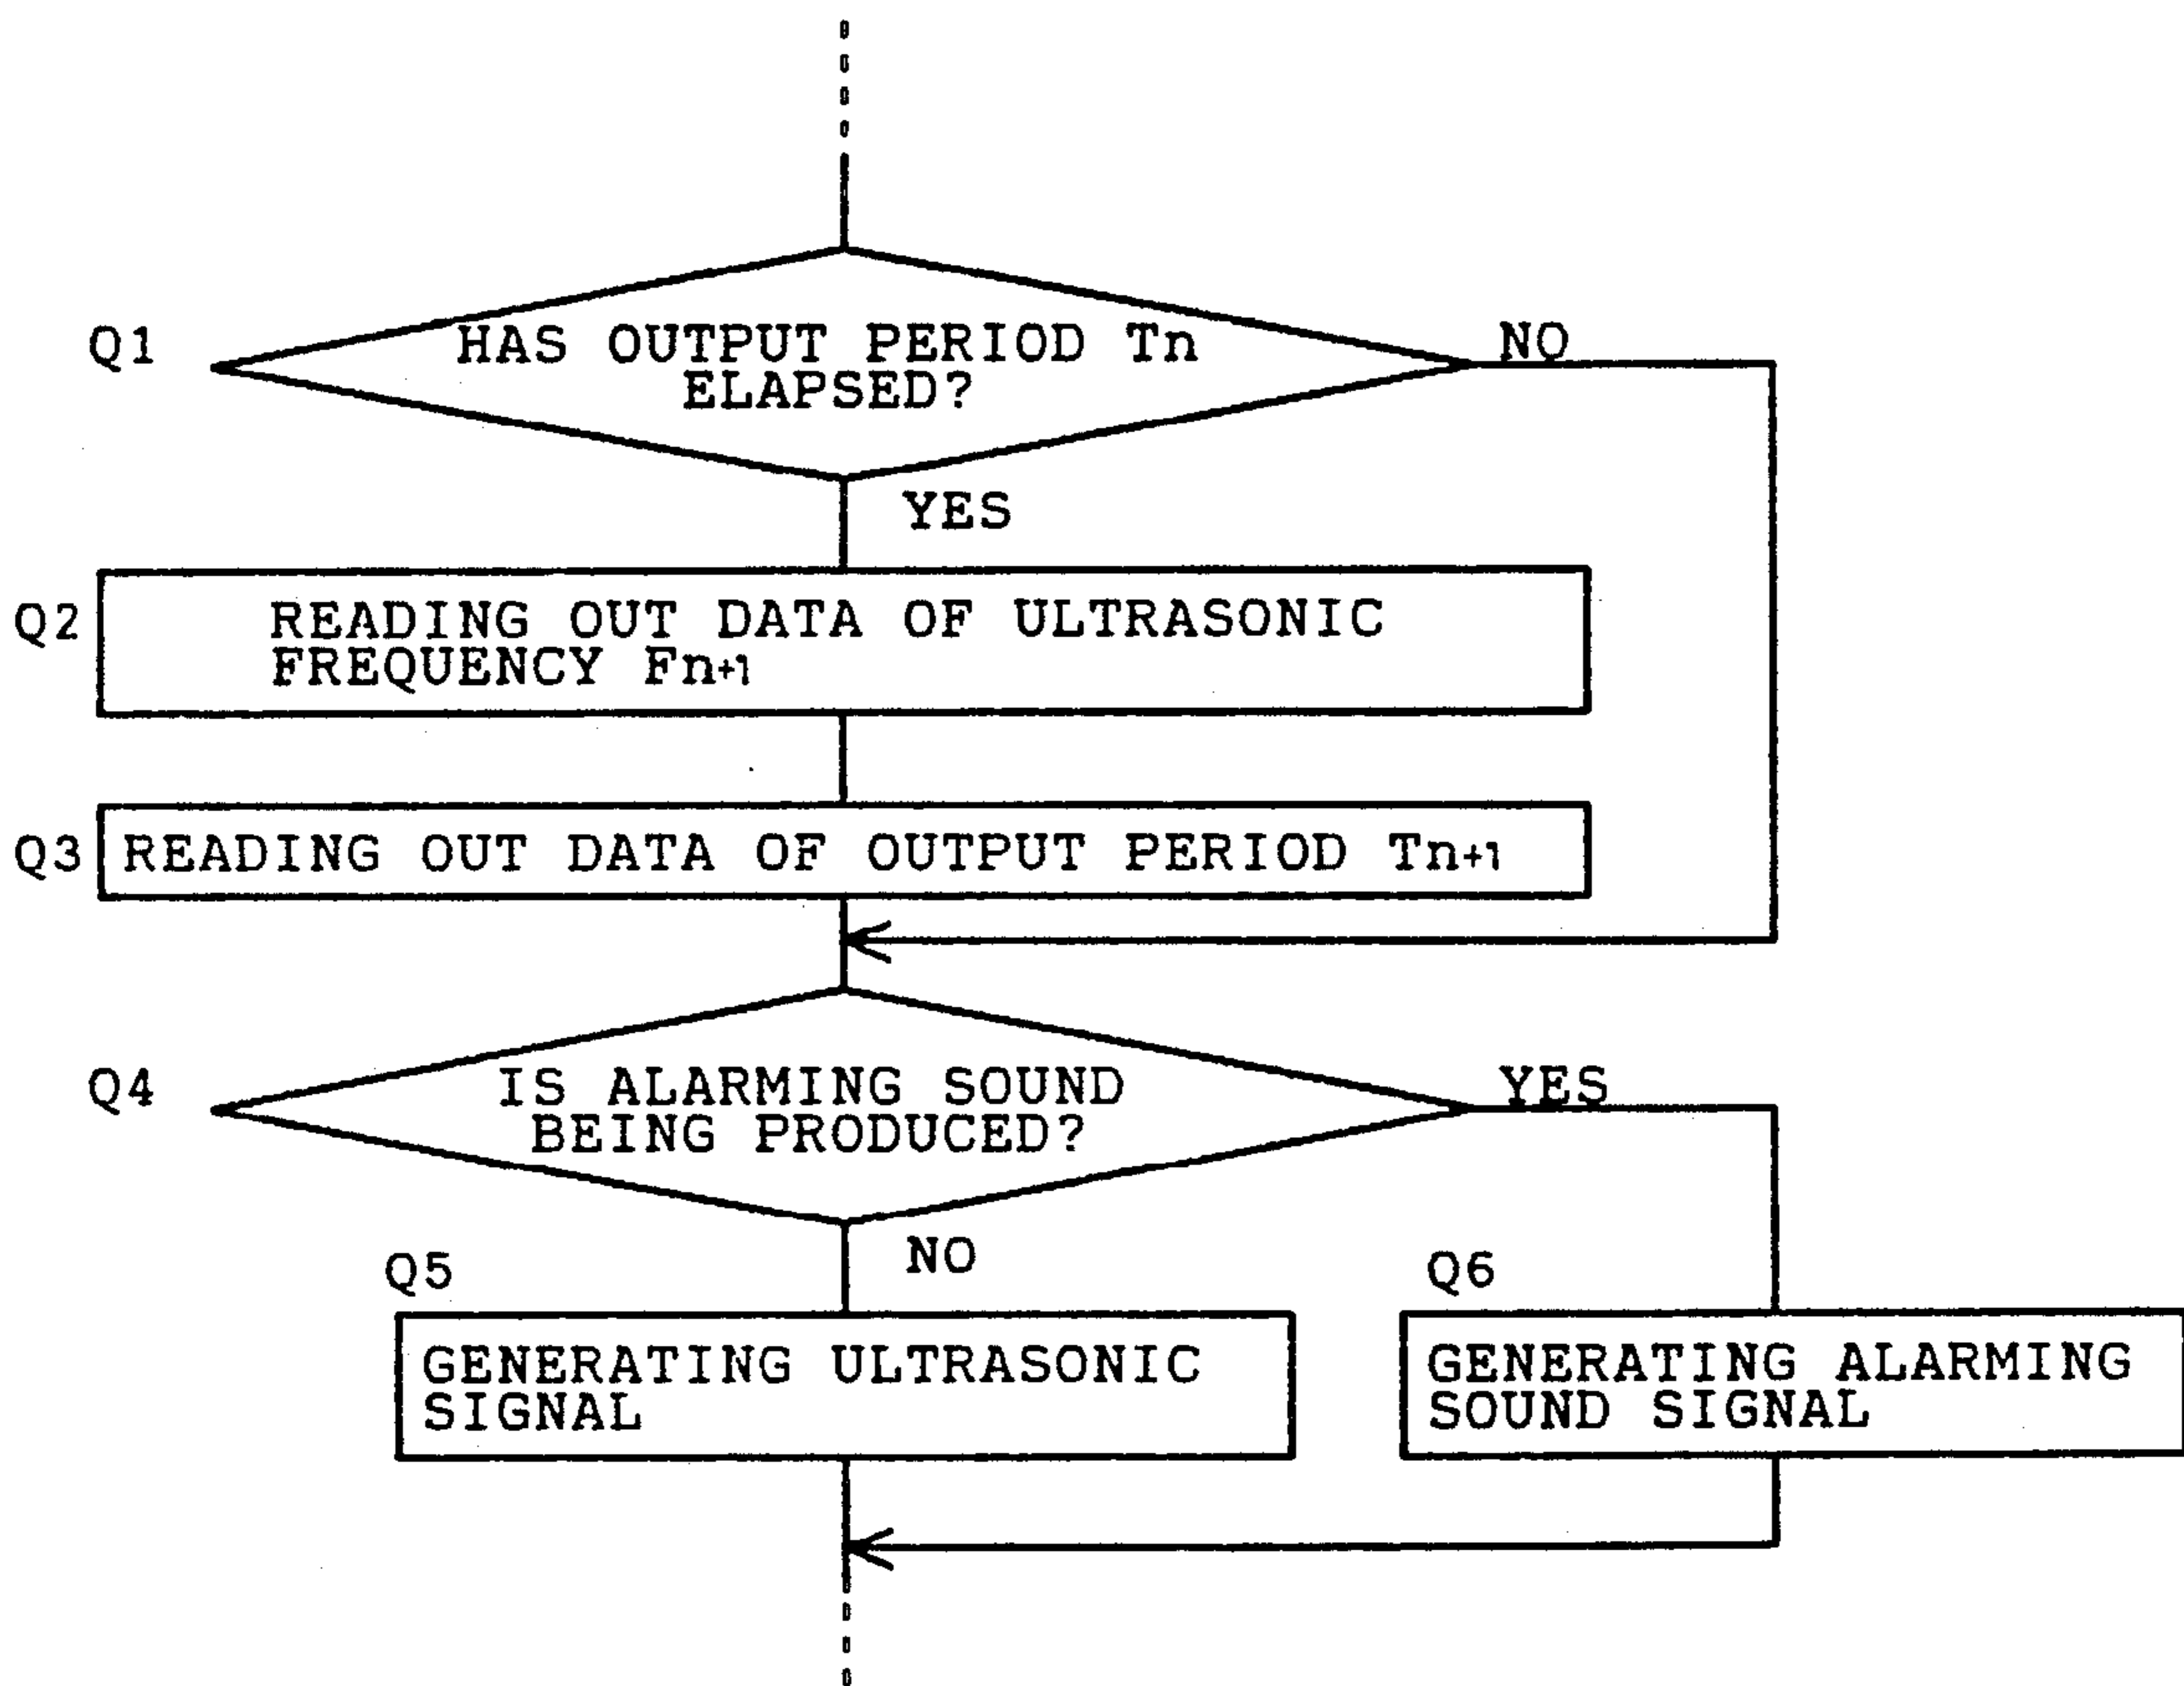 Q1
HAS OUTPUT PERIOD Tn
ELAPSED?
NO
YES
Q2
READING OUT DATA OF ULTRASONIC
FREQUENCY Fn+1
Q3
READING OUT DATA OF OUTPUT PERIOD Tn+1
Q4
IS ALARMING SOUND
BEING PRODUCED?
YES
NO
Q5
GENERATING ULTRASONIC
SIGNAL
Q6
GENERATING ALARMING
SOUND SIGNAL